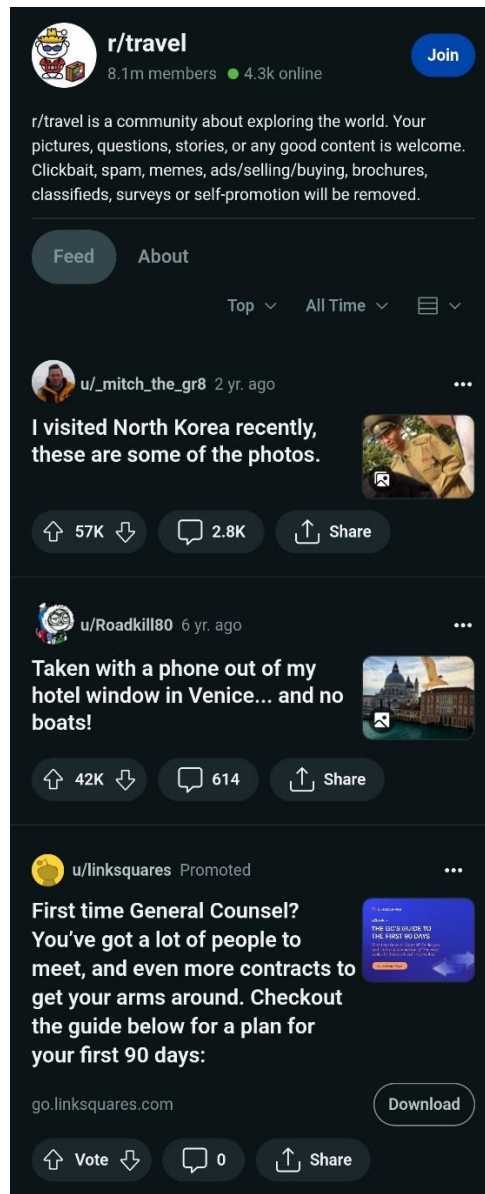 r/travel
8.1m members 4.3k online
Join
r/travel is a community about exploring the world. Your
pictures, questions, stories, or any good content is welcome.
Clickbait, spam, memes, ads/selling/buying, brochures,
classifieds, surveys or self-promotion will be removed.
Feed About
Top All Time
u/_mitch_the_gr8 2 yr. ago
I visited North Korea recently,
these are some of the photos.
57K 2.8K Share
u/Roadkill80 6 yr. ago
Taken with a phone out of my
hotel window in Venice... and no
boats!
42K 614 Share
u/linksquares Promoted
First time General Counsel?
You've got a lot of people to
meet, and even more contracts to
get your arms around. Checkout
the guide below for a plan for
your first 90 days:
THE GC'S GUIDE TO
THE FIRST 90 DAYS
go.linksquares.com
Download
Vote 0 Share